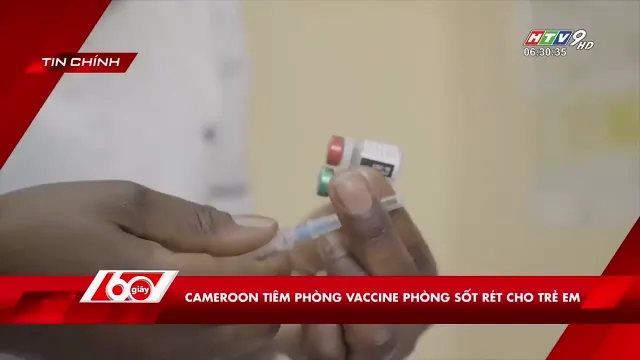 TIN CHÍNH
HTV9 HD
06:30:35
60 giây
CAMEROON TIÊM PHÒNG VACCINE PHÒNG SỐT RÉT CHO TRẺ EM